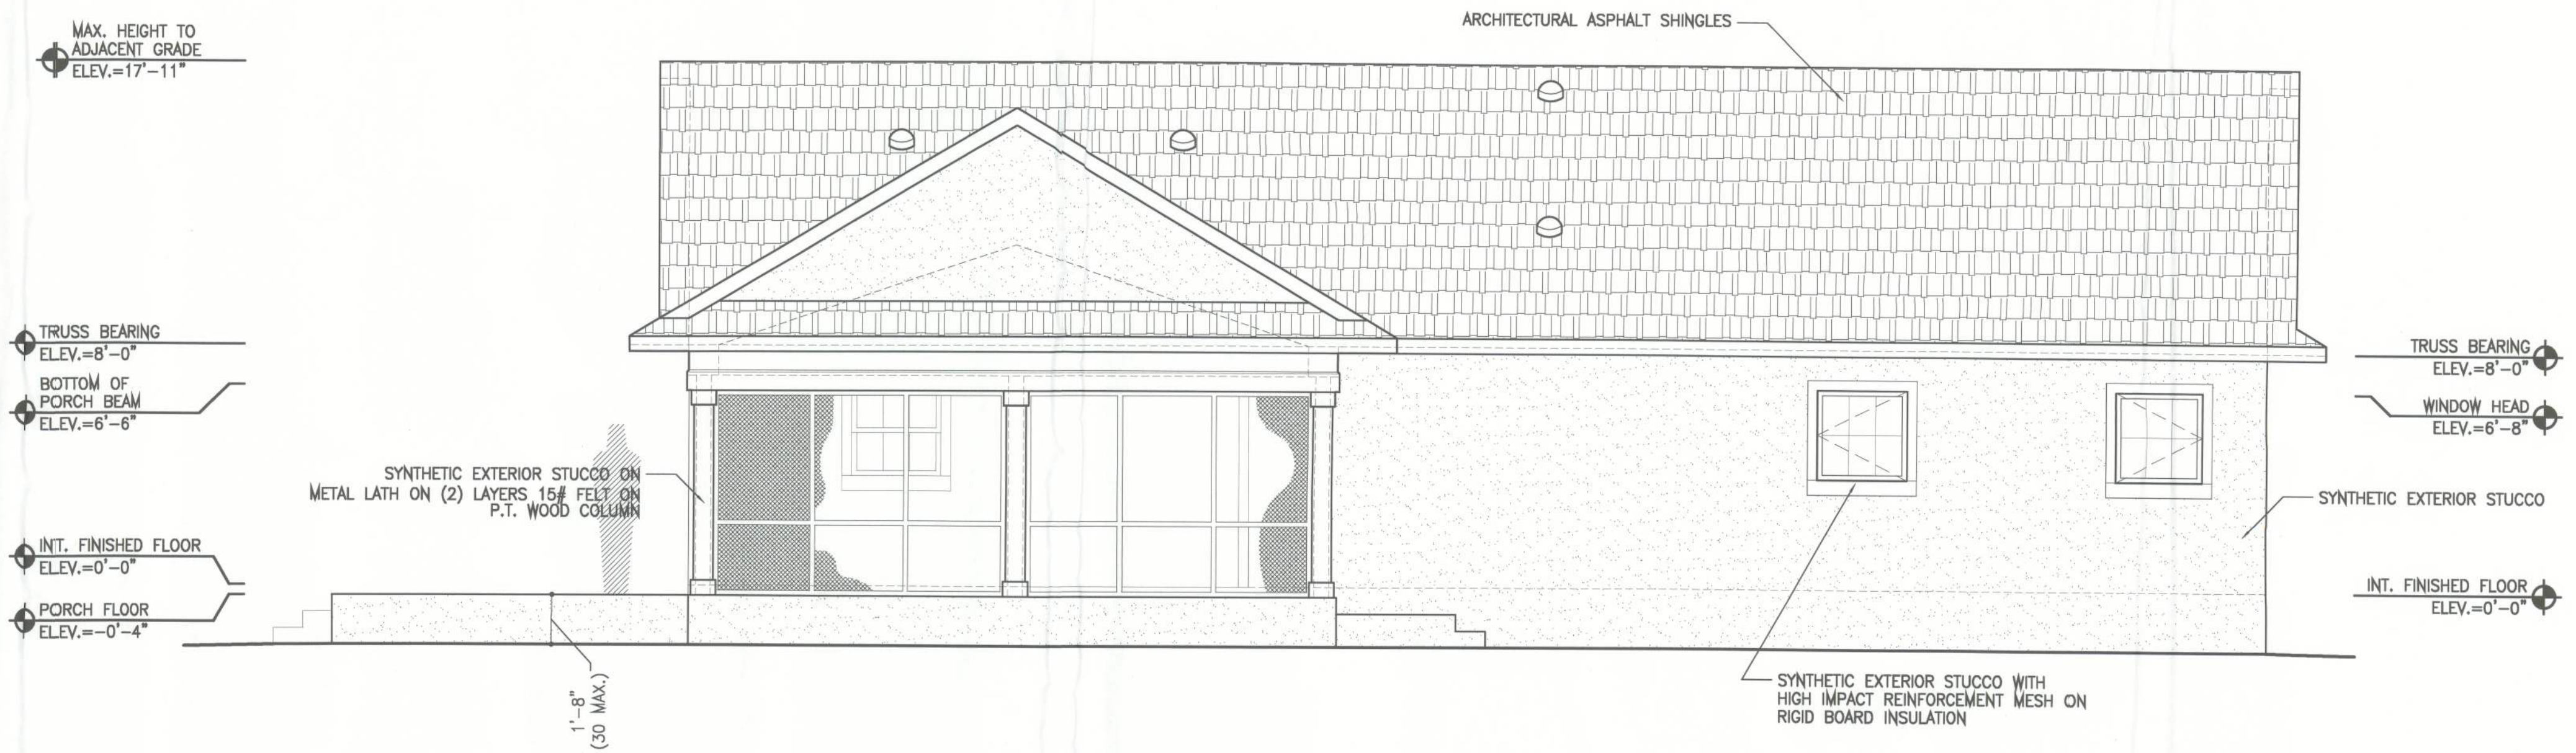 MAX. HEIGHT TO
ADJACENT GRADE
ELEV.=17'-11"
ARCHITECTURAL ASPHALT SHINGLES
TRUSS BEARING
ELEV.=8'-0"
BOTTOM OF
PORCH BEAM
ELEV.=6'-6"
SYNTHETIC EXTERIOR STUCCO ON
METAL LATH ON (2) LAYERS 15# FELT ON
P.T. WOOD COLUMN
INT. FINISHED FLOOR
ELEV.=0'-0"
PORCH FLOOR
ELEV.=-0'-4"
1'-8"
(30 MAX.)
TRUSS BEARING
ELEV.=8'-0"
WINDOW HEAD
ELEV.=6'-8"
SYNTHETIC EXTERIOR STUCCO
INT. FINISHED FLOOR
ELEV.=0'-0"
SYNTHETIC EXTERIOR STUCCO WITH
HIGH IMPACT REINFORCEMENT MESH ON
RIGID BOARD INSULATION